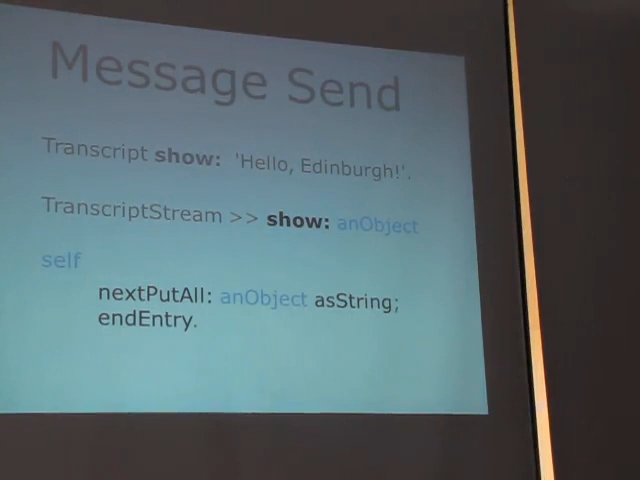 Message Send
Transcript show: 'Hello, Edinburgh!'.
TranscriptStream >> show: anObject
self
nextPutAll: anObject asString;
endEntry.